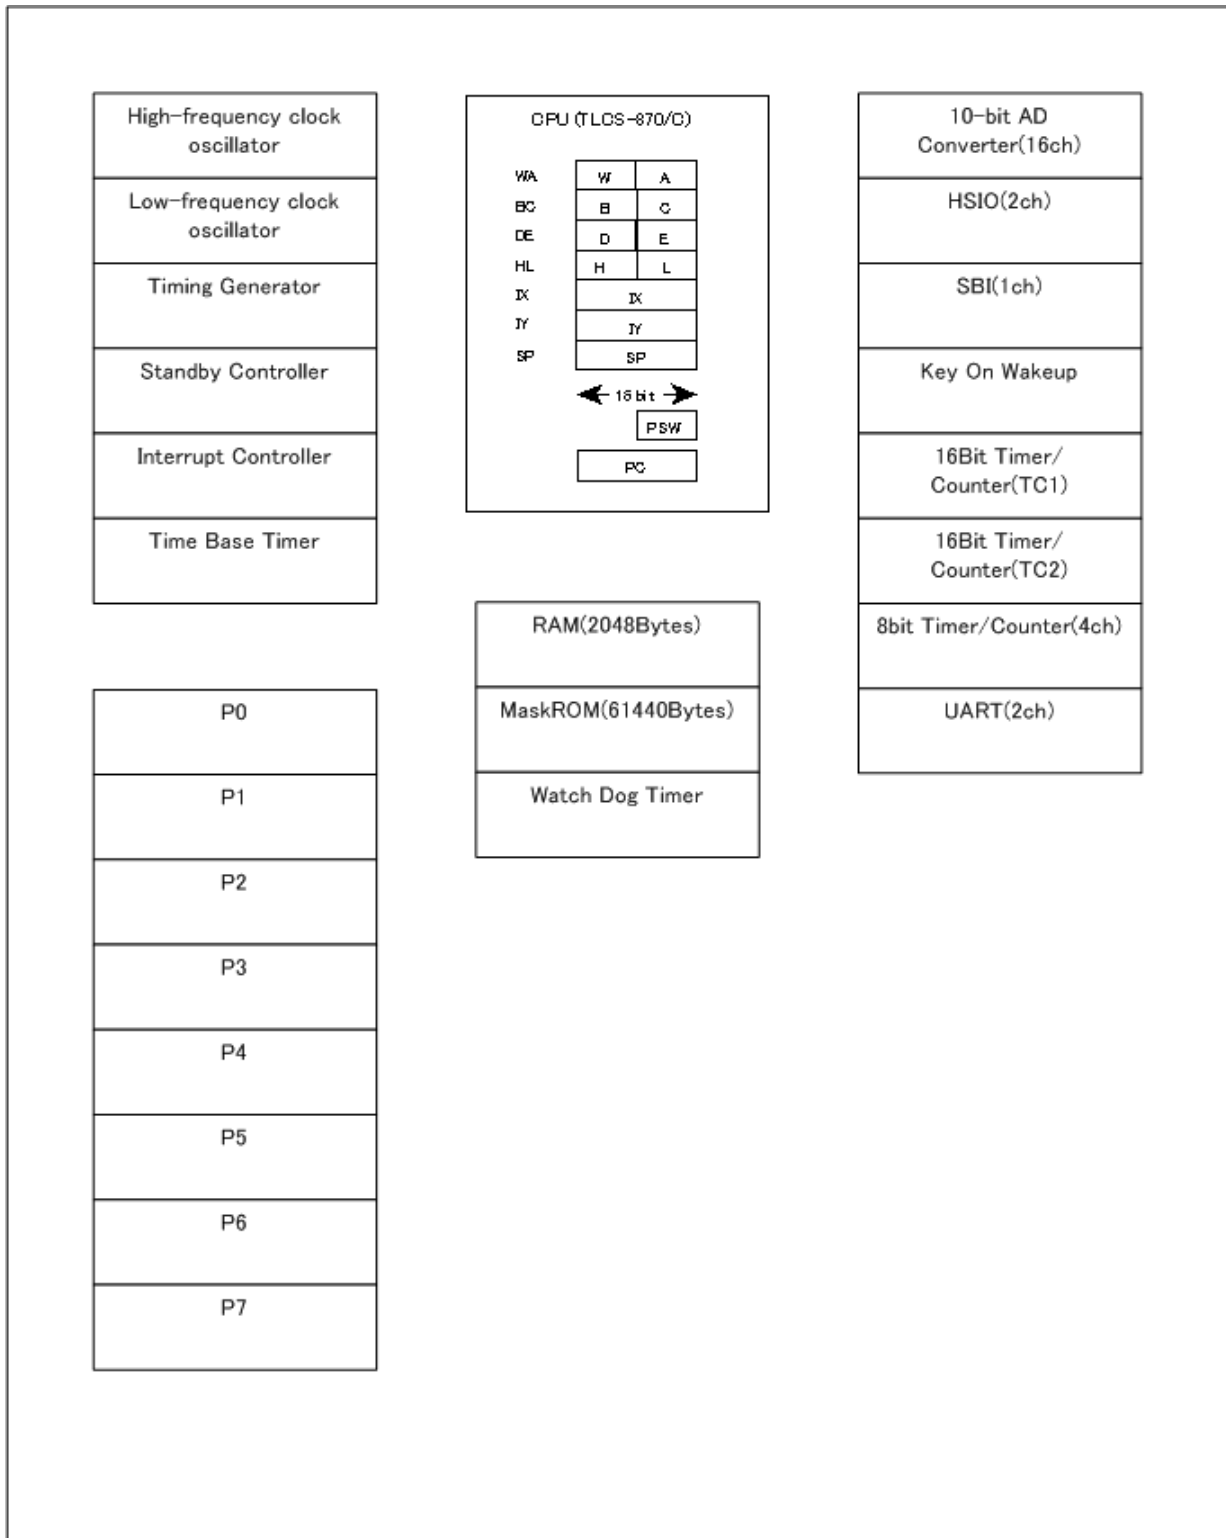 High-frequency clock
oscillator
Low-frequency clock
oscillator
Timing Generator
Standby Controller
Interrupt Controller
Time Base Timer
P0
P1
P2
P3
P4
P5
P6
P7
CPU (TLCS-870/C)
WA W A
BC B C
DE D E
HL H L
IX IX
IY IY
SP SP
16 bit
PSW
PC
RAM(2048Bytes)
MaskROM(61440Bytes)
Watch Dog Timer
10-bit AD
Converter(16ch)
HSIO(2ch)
SBI(1ch)
Key On Wakeup
16Bit Timer/
Counter(TC1)
16Bit Timer/
Counter(TC2)
8bit Timer/Counter(4ch)
UART(2ch)